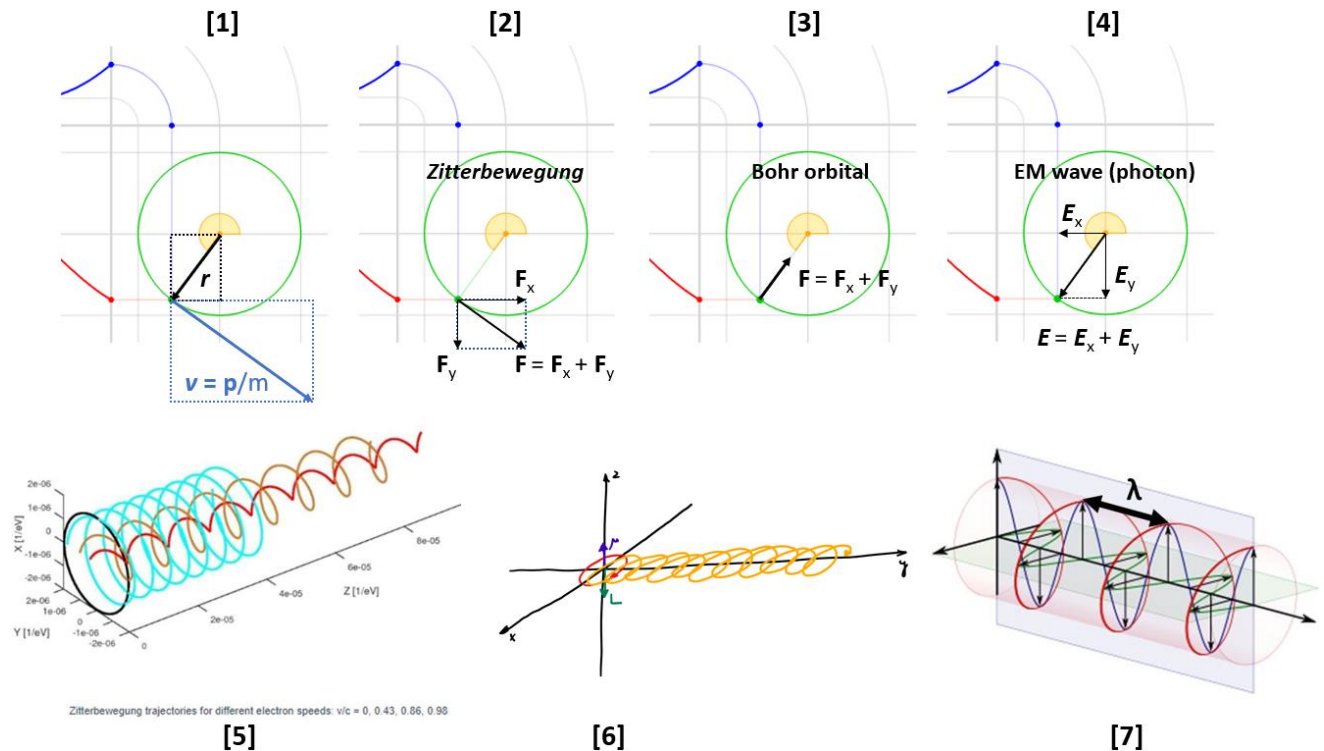 [1]
[2]
[3]
[4]
r
v = p/m
Zitterbewegung
Fx
Fy
F = Fx + Fy
Bohr orbital
F = Fx + Fy
EM wave (photon)
Ex
Ey
E = Ex + Ey
X [1/eV]
2e-06
1e-06
0
-1e-06
-2e-06
Y [1/eV]
2e-06
1e-06
0
-1e-06
-2e-06
Z [1/eV]
0
2e-05
4e-05
6e-05
8e-05
Zitterbewegung trajectories for different electron speeds: v/c = 0, 0.43, 0.86, 0.98
z
μ
L
x
y
λ
[5]
[6]
[7]